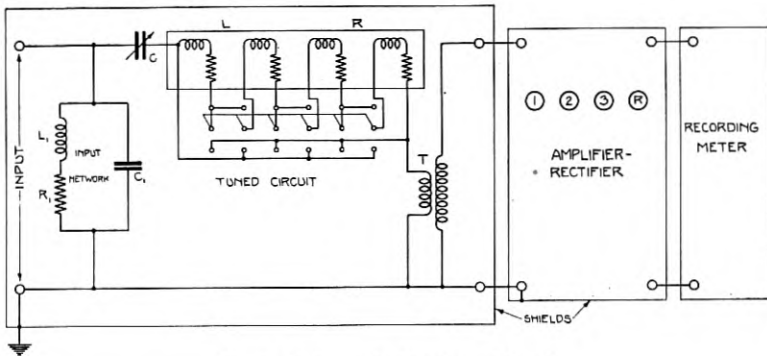 L
R
C
INPUT
L₁
R₁
INPUT
NETWORK
C₁
TUNED CIRCUIT
T
1 2 3 R
AMPLIFIER-
RECTIFIER
RECORDING
METER
SHIELDS